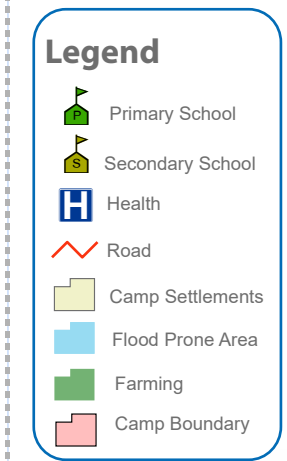 Legend
P Primary School
S Secondary School
H Health
Road
Camp Settlements
Flood Prone Area
Farming
Camp Boundary